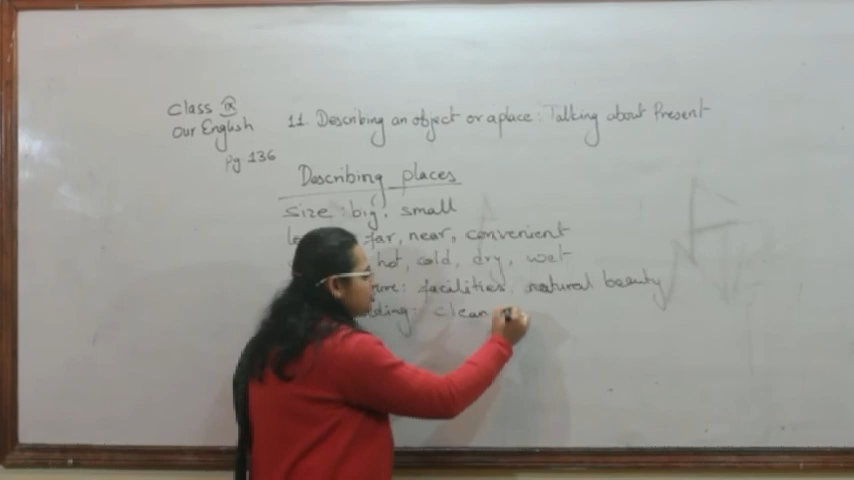 Class IX
Our English
Pg 136
11. Describing an object or a place: Talking about Present
Describing places
Size: big, small
far, near, convenient
hot, cold, dry, wet
facilities, natural beauty
clean